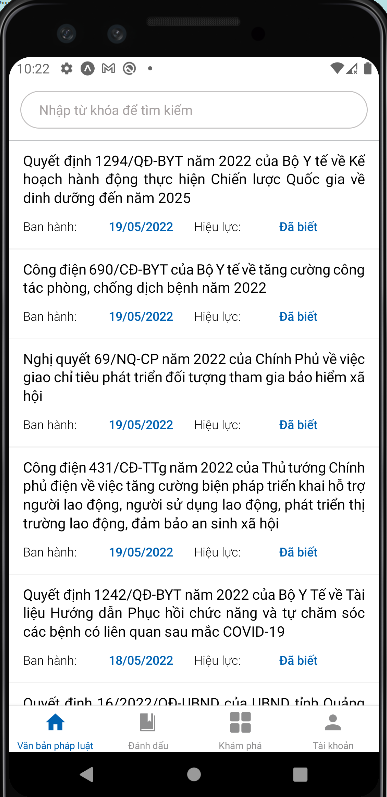 10:22
Nhập từ khóa để tìm kiếm
Quyết định 1294/QĐ-BYT năm 2022 của Bộ Y tế về Kế
hoạch hành động thực hiện Chiến lược Quốc gia về
dinh dưỡng đến năm 2025
Ban hành: 19/05/2022 Hiệu lực: Đã biết
Công điện 690/CĐ-BYT của Bộ Y tế về tăng cường công
tác phòng, chống dịch bệnh năm 2022
Ban hành: 19/05/2022 Hiệu lực: Đã biết
Nghị quyết 69/NQ-CP năm 2022 của Chính Phủ về việc
giao chỉ tiêu phát triển đối tượng tham gia bảo hiểm xã
hội
Ban hành: 19/05/2022 Hiệu lực: Đã biết
Công điện 431/CĐ-TTg năm 2022 của Thủ tướng Chính
phủ điện về việc tăng cường biện pháp triển khai hỗ trợ
người lao động, người sử dụng lao động, phát triển thị
trường lao động, đảm bảo an sinh xã hội
Ban hành: 19/05/2022 Hiệu lực: Đã biết
Quyết định 1242/QĐ-BYT năm 2022 của Bộ Y Tế về Tài
liệu Hướng dẫn Phục hồi chức năng và tự chăm sóc
các bệnh có liên quan sau mắc COVID-19
Ban hành: 18/05/2022 Hiệu lực: Đã biết
Quyết định 16/2022/QĐ-UBND của UBND tỉnh Quảng
Văn bản pháp luật Đánh dấu Khám phá Tài khoản